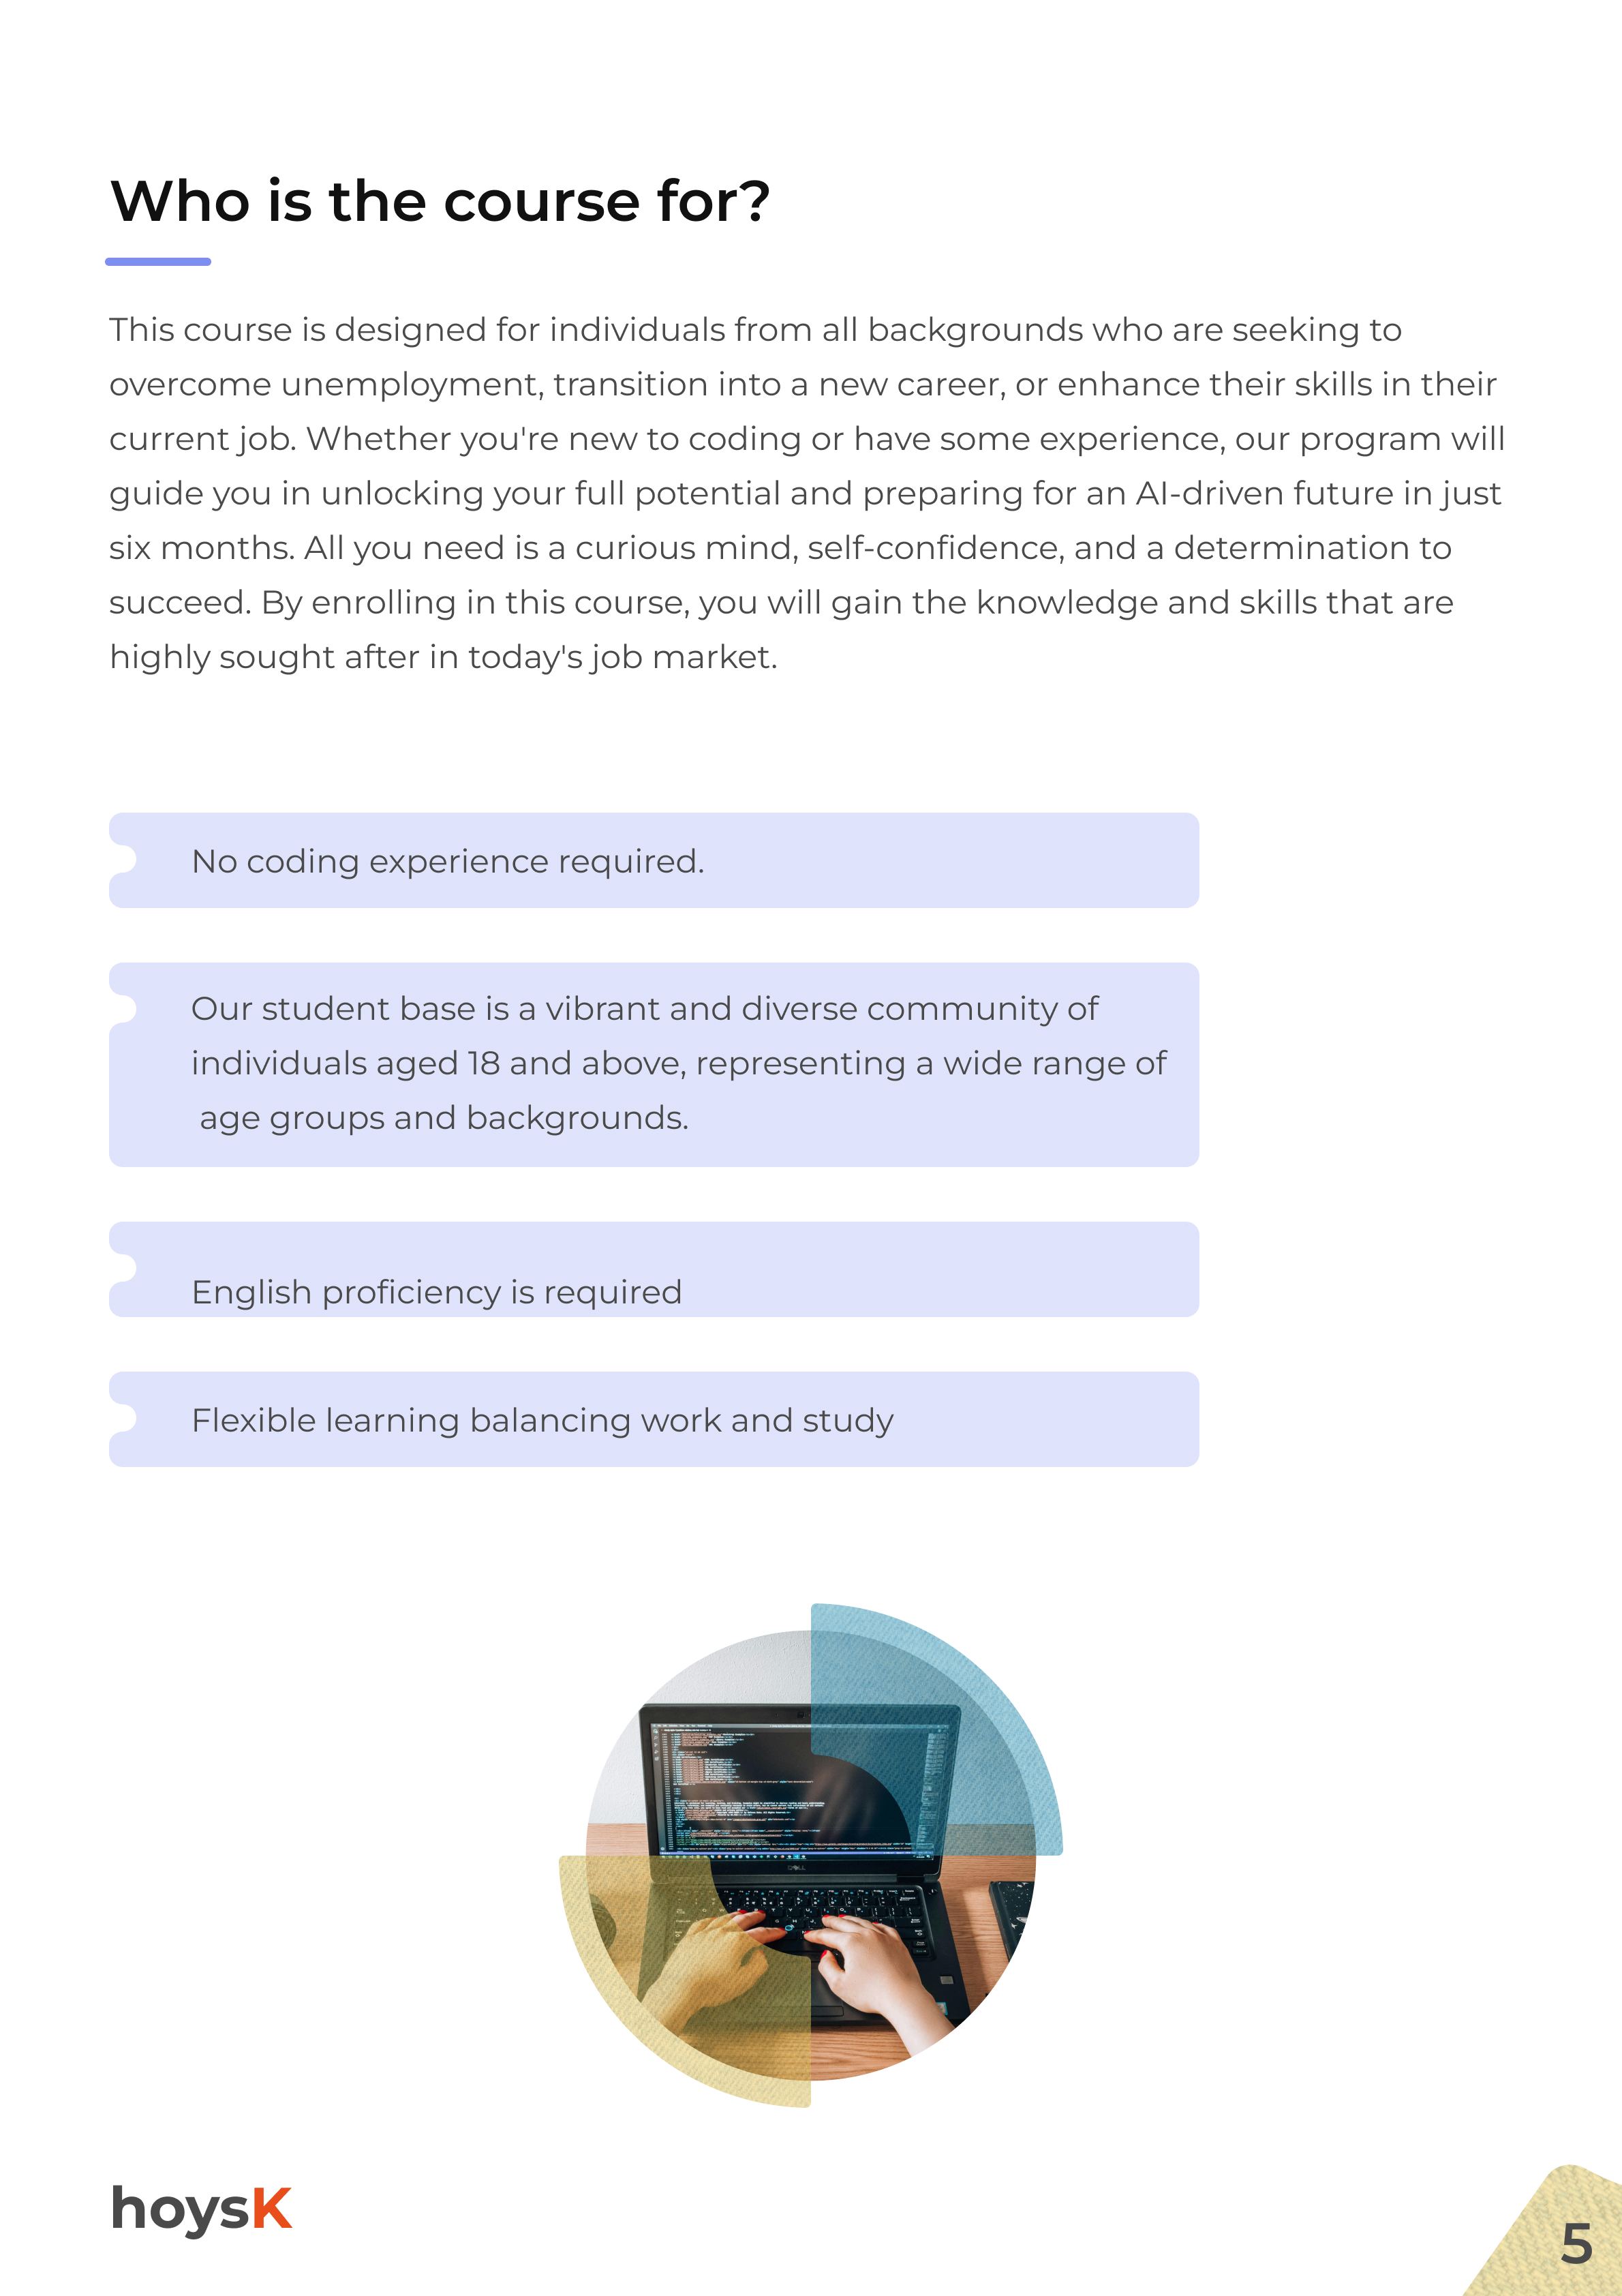 Who is the course for?
This course is designed for individuals from all backgrounds who are seeking to
overcome unemployment, transition into a new career, or enhance their skills in their
current job. Whether you're new to coding or have some experience, our program will
guide you in unlocking your full potential and preparing for an AI-driven future in just
six months. All you need is a curious mind, self-confidence, and a determination to
succeed. By enrolling in this course, you will gain the knowledge and skills that are
highly sought after in today's job market.
No coding experience required.
Our student base is a vibrant and diverse community of
individuals aged 18 and above, representing a wide range of
age groups and backgrounds.
English proficiency is required
Flexible learning balancing work and study
DELL
hoysK
5